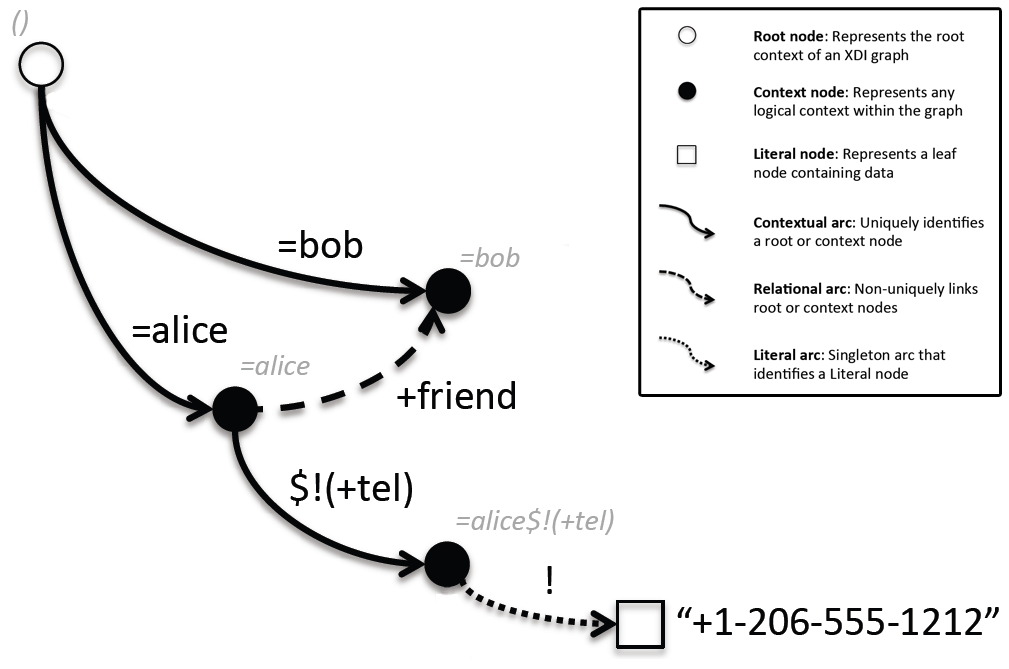 ()
=bob
=bob
=alice
=alice
+friend
$!(+tel)
=alice$!(+tel)
!
“+1-206-555-1212”
Root node: Represents the root
context of an XDI graph
Context node: Represents any
logical context within the graph
Literal node: Represents a leaf
node containing data
Contextual arc: Uniquely identifies
a root or context node
Relational arc: Non-uniquely links
root or context nodes
Literal arc: Singleton arc that
identifies a Literal node